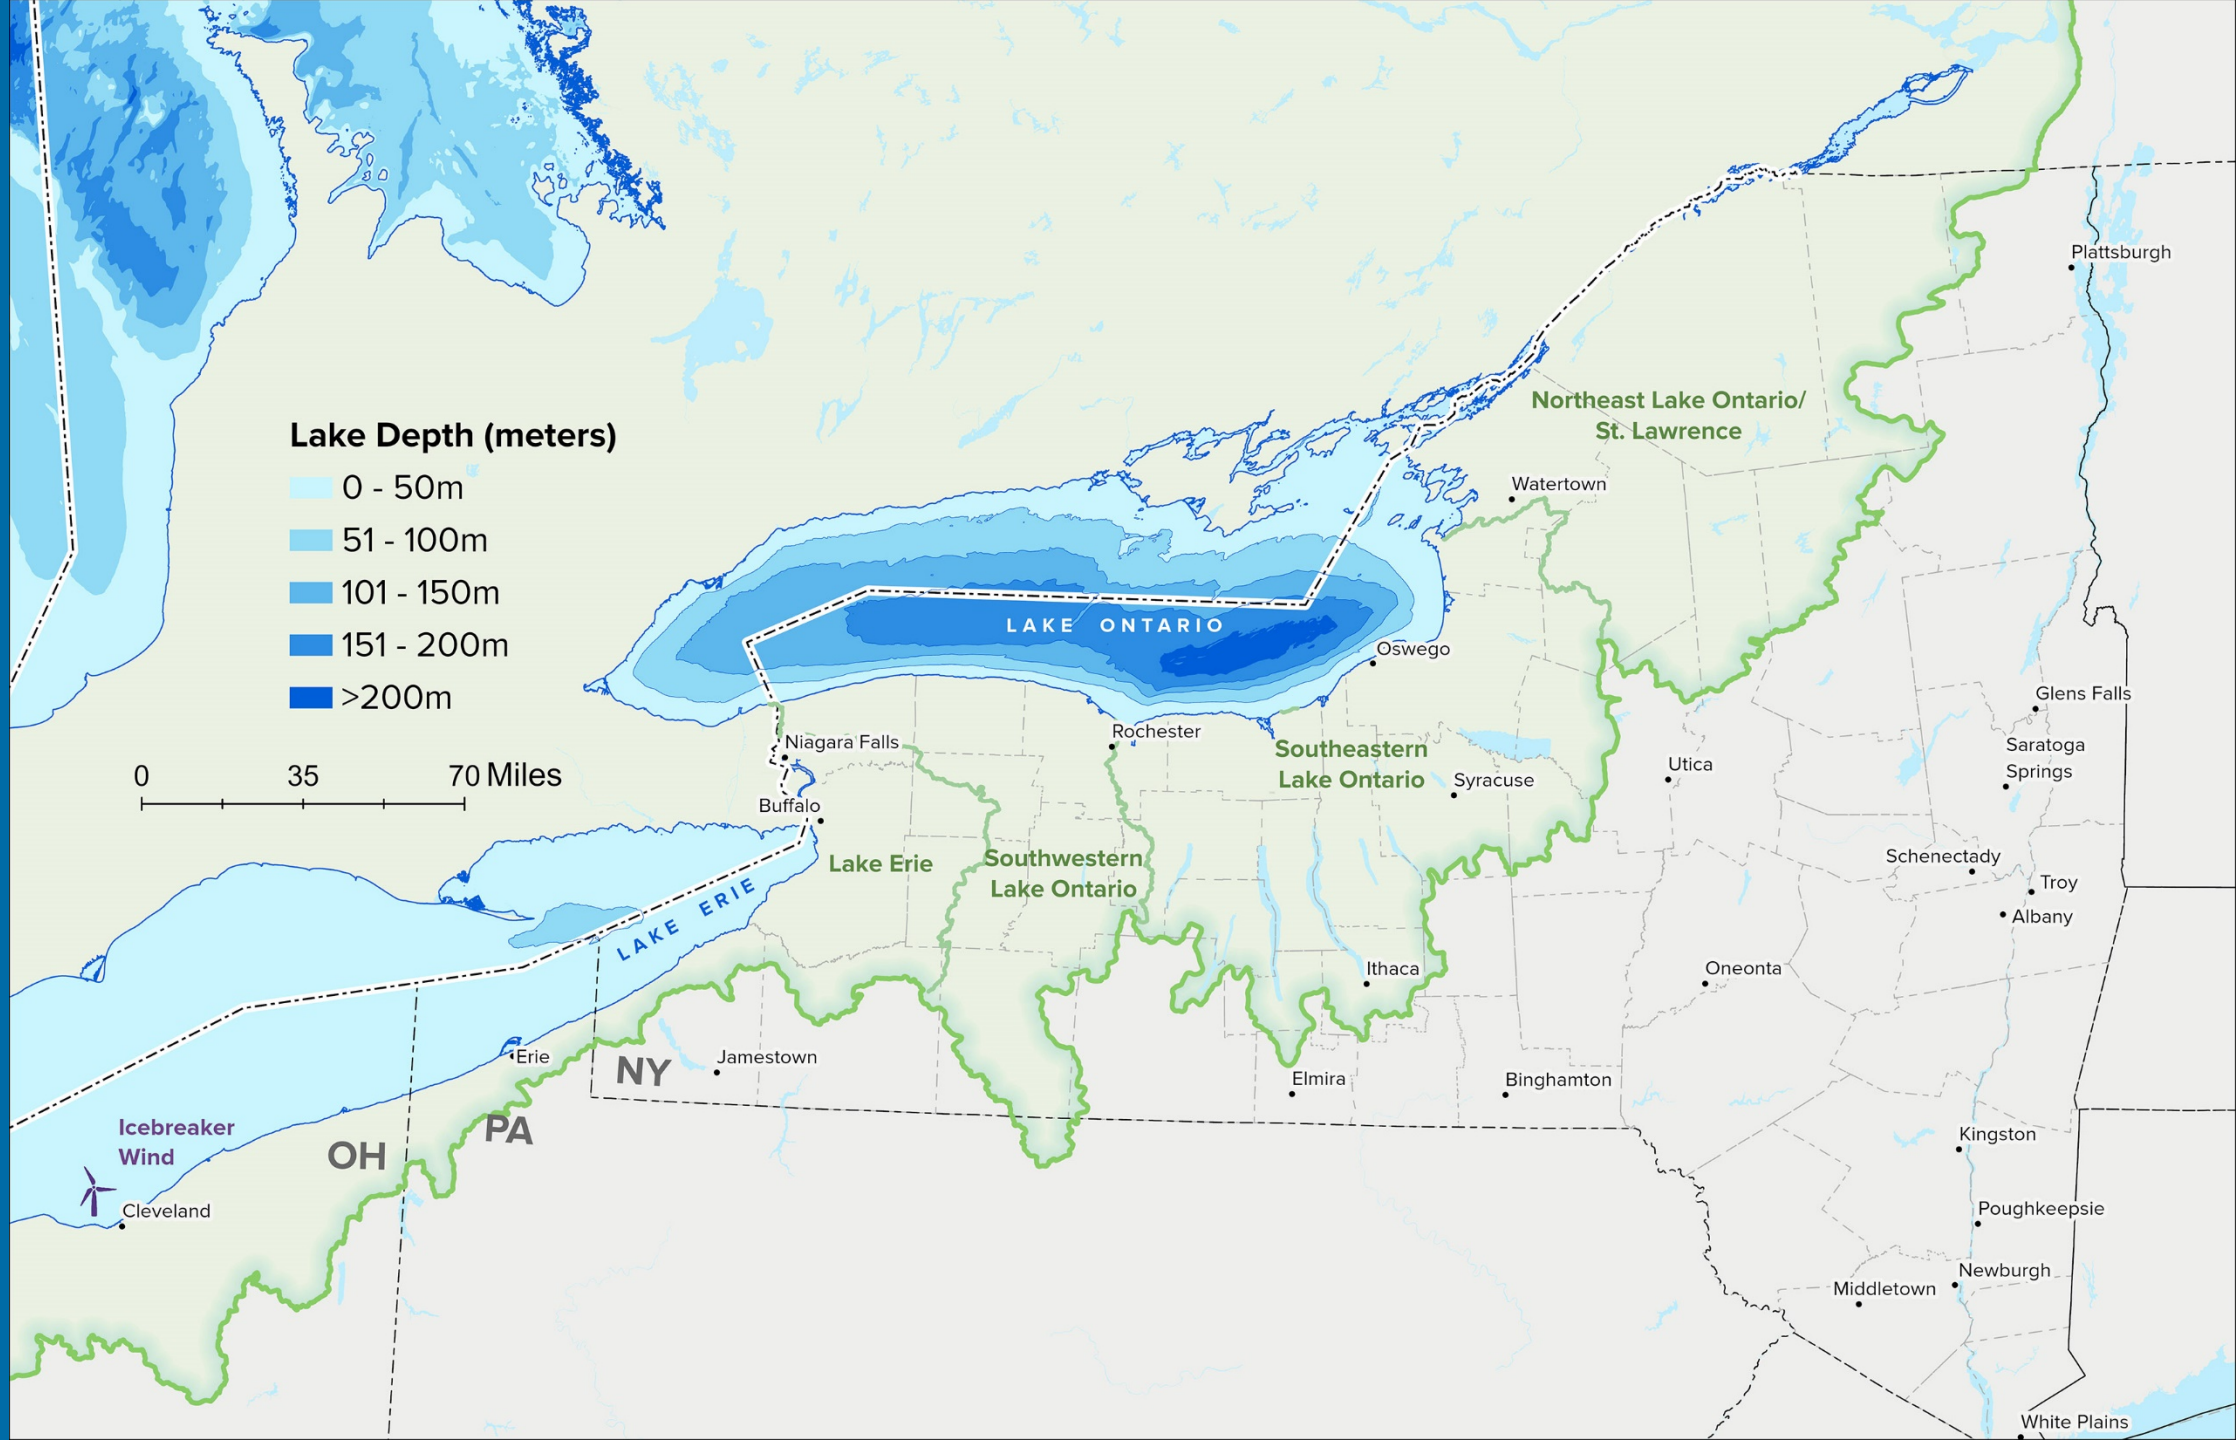 Plattsburgh
Northeast Lake Ontario/
St. Lawrence
Lake Depth (meters)
0 - 50m
51 - 100m
101 - 150m
151 - 200m
>200m
0 35 70 Miles
Watertown
LAKE ONTARIO
Oswego
Glens Falls
Rochester
Niagara Falls
Southeastern
Lake Ontario
Saratoga
Springs
Utica
Syracuse
Buffalo
Lake Erie
Southwestern
Lake Ontario
Schenectady
Troy
Albany
LAKE ERIE
Ithaca
Oneonta
Erie
NY
Jamestown
Elmira
Binghamton
Icebreaker
Wind
OH
PA
Kingston
Cleveland
Poughkeepsie
Newburgh
Middletown
White Plains